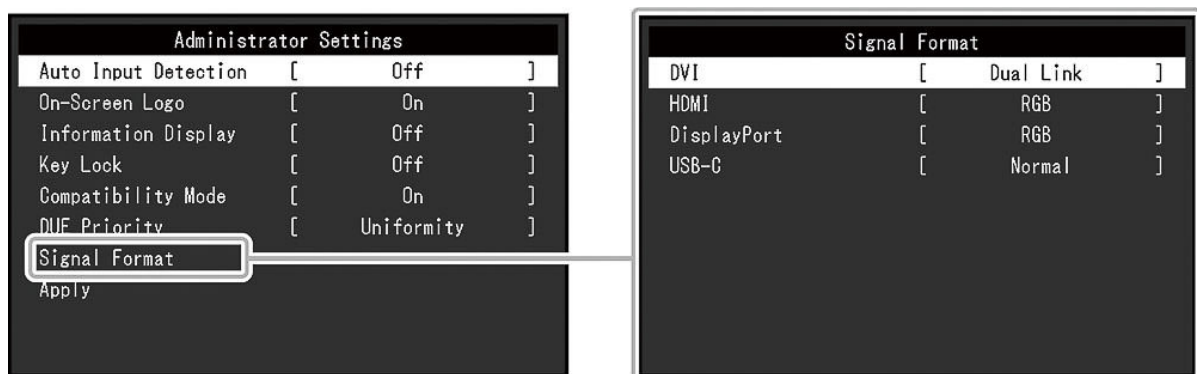 Administrator Settings
Auto Input Detection [ Off ]
On-Screen Logo [ On ]
Information Display [ Off ]
Key Lock [ Off ]
Compatibility Mode [ On ]
DUE Priority [ Uniformity ]
Signal Format
Apply
Signal Format
DVI [ Dual Link ]
HDMI [ RGB ]
DisplayPort [ RGB ]
USB-C [ Normal ]